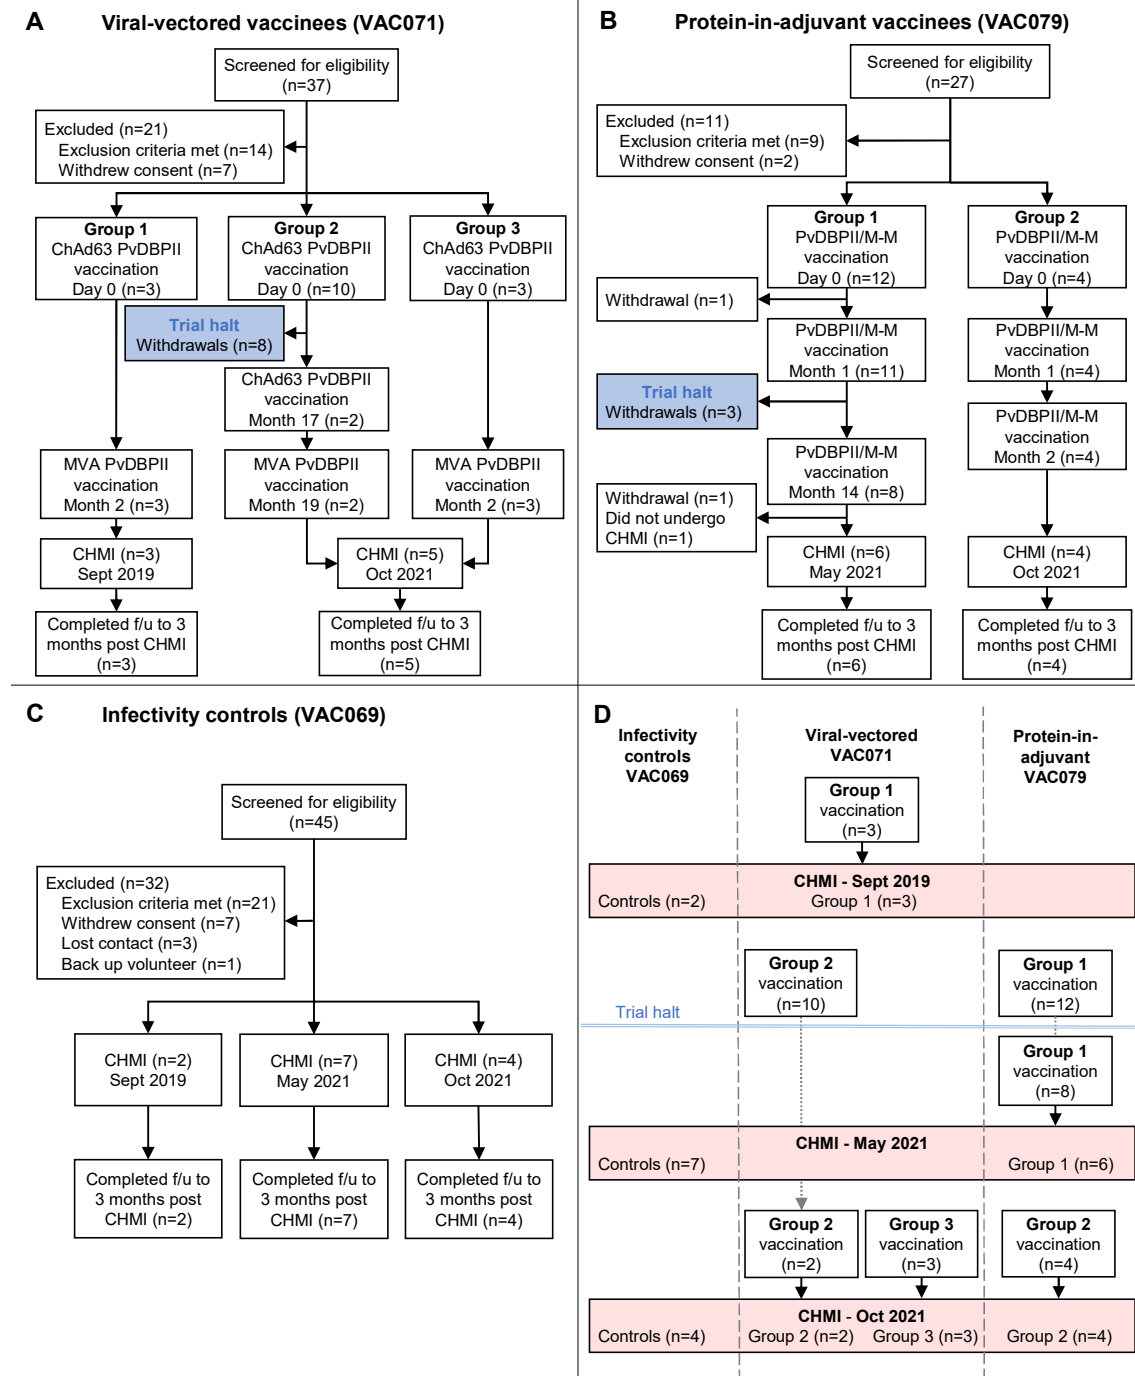 A
Viral-vectored vaccinees (VAC071)
Screened for eligibility
(n=37)
Excluded (n=21)
Exclusion criteria met (n=14)
Withdrew consent (n=7)
Group 1
ChAd63 PvDBPII
vaccination
Day 0 (n=3)
Group 2
ChAd63 PvDBPII
vaccination
Day 0 (n=10)
Group 3
ChAd63 PvDBPII
vaccination
Day 0 (n=3)
Trial halt
Withdrawals (n=8)
ChAd63 PvDBPII
vaccination
Month 17 (n=2)
MVA PvDBPII
vaccination
Month 2 (n=3)
MVA PvDBPII
vaccination
Month 19 (n=2)
MVA PvDBPII
vaccination
Month 2 (n=3)
CHMI (n=3)
Sept 2019
CHMI (n=5)
Oct 2021
Completed f/u to 3
months post CHMI
(n=3)
Completed f/u to 3
months post CHMI
(n=5)
B
Protein-in-adjuvant vaccinees (VAC079)
Screened for eligibility
(n=27)
Excluded (n=11)
Exclusion criteria met (n=9)
Withdrew consent (n=2)
Group 1
PvDBPII/M-M
vaccination
Day 0 (n=12)
Group 2
PvDBPII/M-M
vaccination
Day 0 (n=4)
Withdrawal (n=1)
PvDBPII/M-M
vaccination
Month 1 (n=11)
PvDBPII/M-M
vaccination
Month 1 (n=4)
Trial halt
Withdrawals (n=3)
PvDBPII/M-M
vaccination
Month 2 (n=4)
PvDBPII/M-M
vaccination
Month 14 (n=8)
Withdrawal (n=1)
Did not undergo
CHMI (n=1)
CHMI (n=6)
May 2021
CHMI (n=4)
Oct 2021
Completed f/u to 3
months post CHMI
(n=6)
Completed f/u to 3
months post CHMI
(n=4)
C
Infectivity controls (VAC069)
Screened for eligibility
(n=45)
Excluded (n=32)
Exclusion criteria met (n=21)
Withdrew consent (n=7)
Lost contact (n=3)
Back up volunteer (n=1)
CHMI (n=2)
Sept 2019
CHMI (n=7)
May 2021
CHMI (n=4)
Oct 2021
Completed f/u to
3 months post
CHMI (n=2)
Completed f/u to
3 months post
CHMI (n=7)
Completed f/u to
3 months post
CHMI (n=4)
D
Infectivity
controls
VAC069
Viral-vectored
VAC071
Protein-in-
adjuvant
VAC079
Group 1
vaccination
(n=3)
CHMI - Sept 2019
Controls (n=2)
Group 1 (n=3)
Group 2
vaccination
(n=10)
Group 1
vaccination
(n=12)
Trial halt
Group 1
vaccination
(n=8)
CHMI - May 2021
Controls (n=7)
Group 1 (n=6)
Group 2
vaccination
(n=2)
Group 3
vaccination
(n=3)
Group 2
vaccination
(n=4)
CHMI - Oct 2021
Controls (n=4)
Group 2 (n=2)
Group 3 (n=3)
Group 2 (n=4)